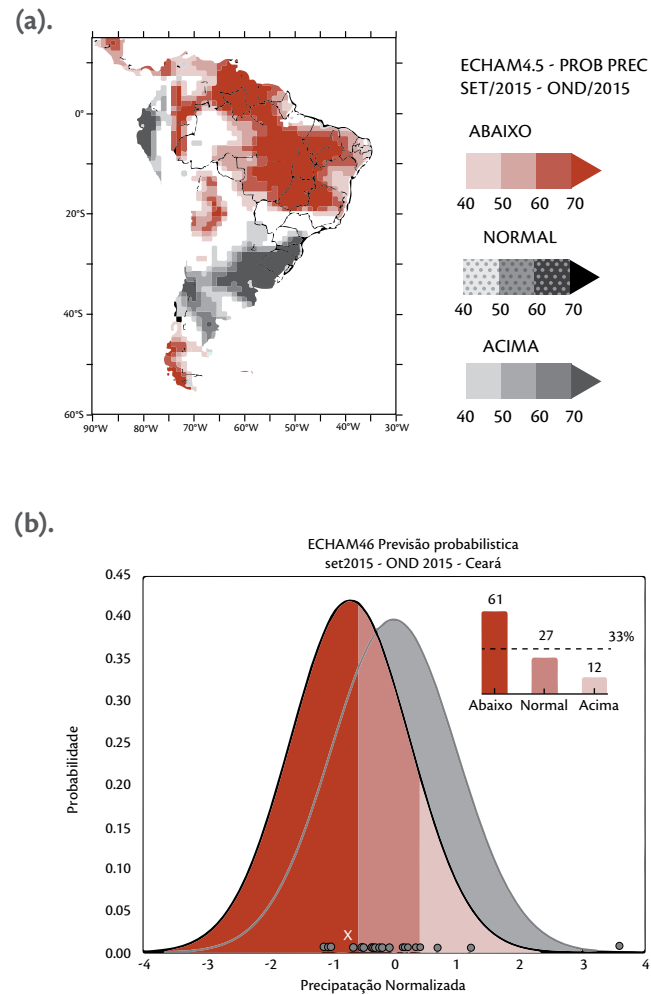 (a).
ECHAM4.5 - PROB PREC
SET/2015 - OND/2015
ABAIXO
40 50 60 70
NORMAL
40 50 60 70
ACIMA
40 50 60 70
0°
20°S
40°S
60°S
90°W 80°W 70°W 60°W 50°W 40°W 30°W
(b).
ECHAM46 Previsão probabilistica
set2015 - OND 2015 - Ceará
Probabilidade
0.45
0.40
0.35
0.30
0.25
0.20
0.15
0.10
0.05
0.00
61
27
12
33%
Abaixo Normal Acima
X
-4 -3 -2 -1 0 1 2 3 4
Precipatação Normalizada